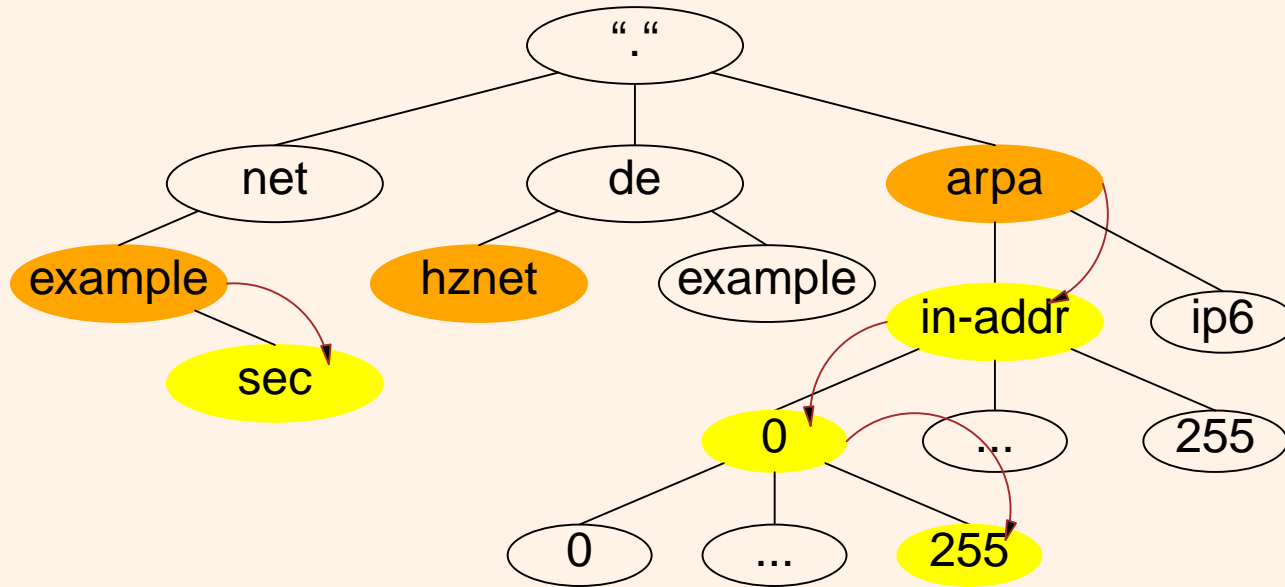 “.“
net
de
arpa
example
hznet
example
in-addr
ip6
sec
0
...
255
0
...
255